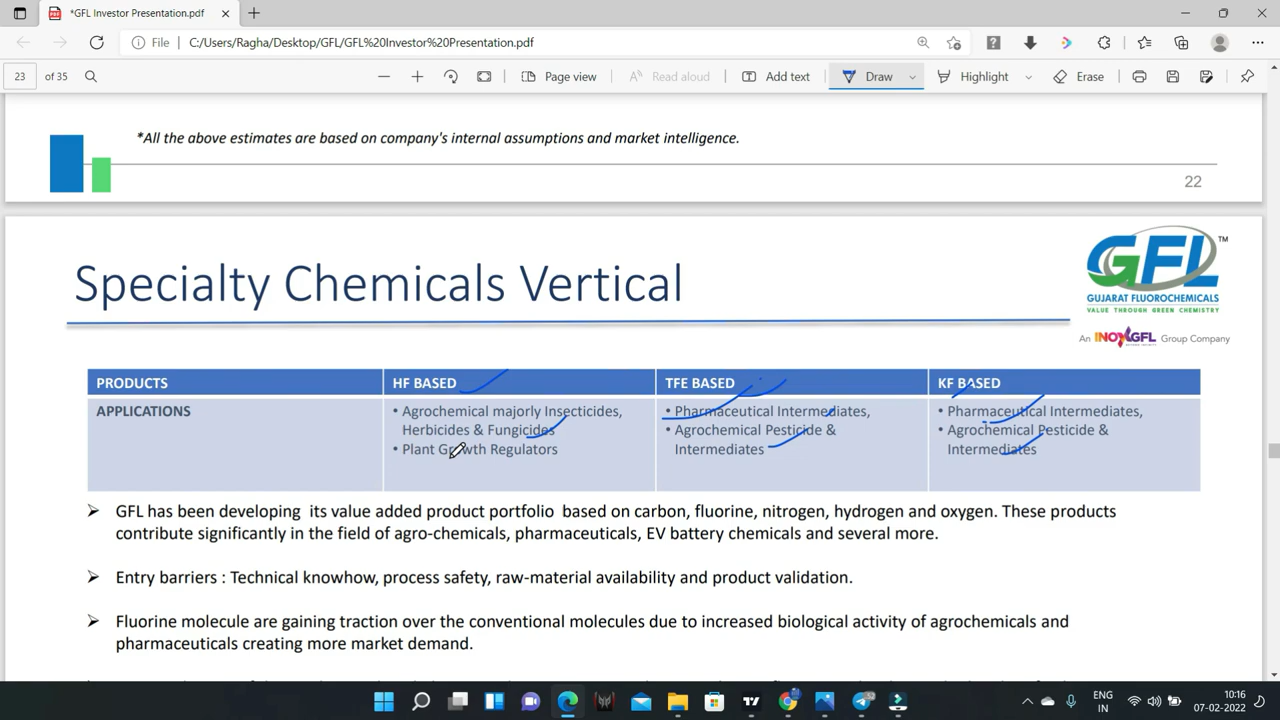 *GFL Investor Presentation.pdf
File C:/Users/Ragha/Desktop/GFL/GFL%20Investor%20Presentation.pdf
23 of 35 Page view Read aloud Add text Draw Highlight Erase
*All the above estimates are based on company's internal assumptions and market intelligence.
22
Specialty Chemicals Vertical
GFL TM
GUJARAT FLUOROCHEMICALS
VALUE THROUGH GREEN CHEMISTRY
An INOXGFL Group Company
PRODUCTS HF BASED TFE BASED KF BASED
APPLICATIONS
• Agrochemical majorly Insecticides,
Herbicides & Fungicides
• Plant Growth Regulators
• Pharmaceutical Intermediates,
• Agrochemical Pesticide &
Intermediates
• Pharmaceutical Intermediates,
• Agrochemical Pesticide &
Intermediates
➢ GFL has been developing its value added product portfolio based on carbon, fluorine, nitrogen, hydrogen and oxygen. These products
contribute significantly in the field of agro-chemicals, pharmaceuticals, EV battery chemicals and several more.
➢ Entry barriers : Technical knowhow, process safety, raw-material availability and product validation.
➢ Fluorine molecule are gaining traction over the conventional molecules due to increased biological activity of agrochemicals and
pharmaceuticals creating more market demand.
ENG
IN
10:16
07-02-2022